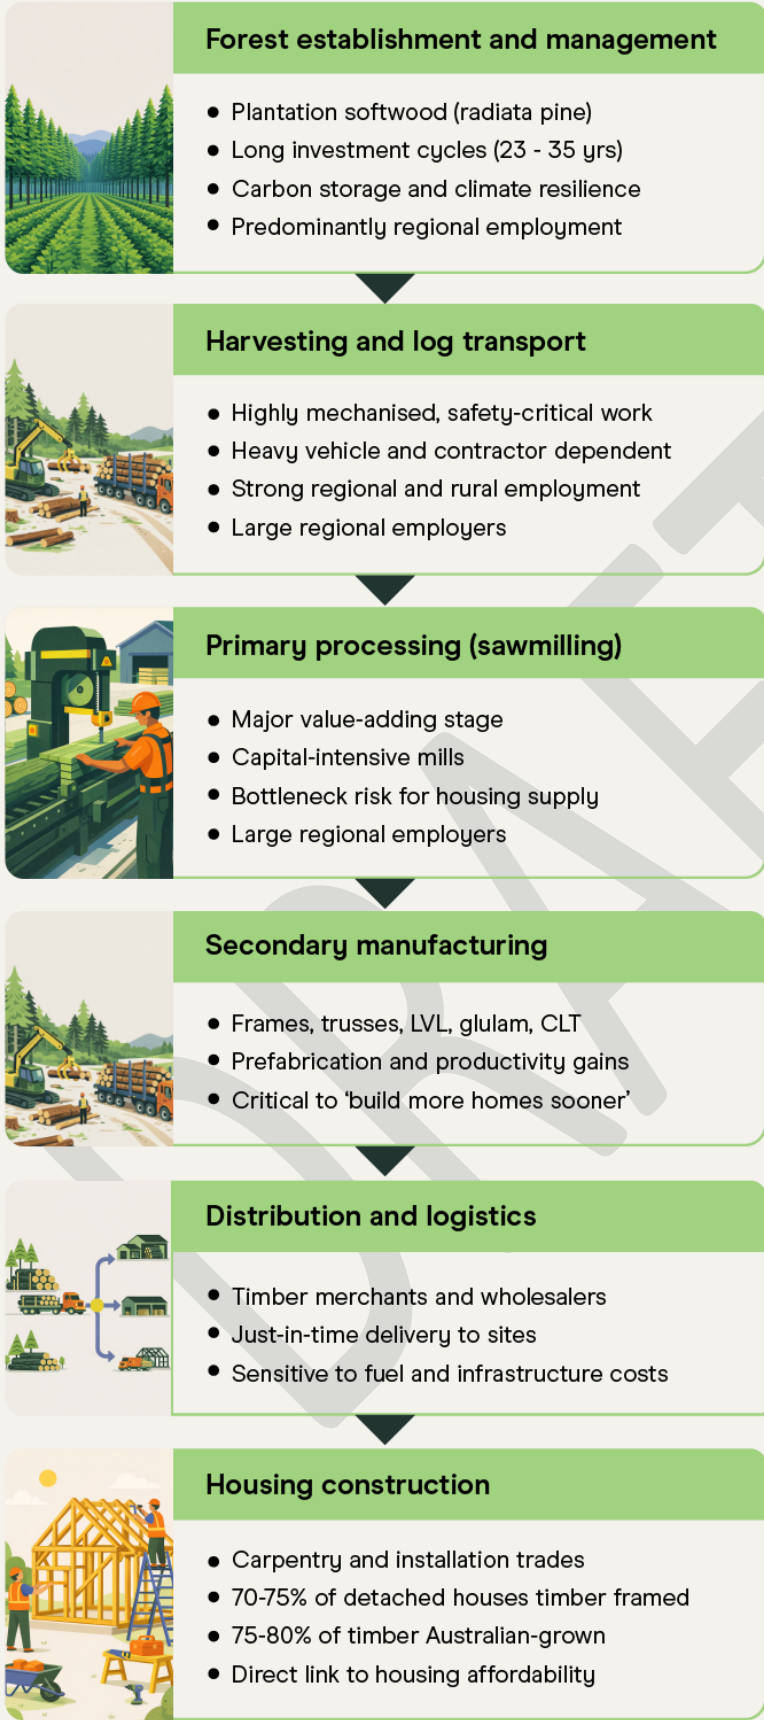 Forest establishment and management
● Plantation softwood (radiata pine)
● Long investment cycles (23 - 35 yrs)
● Carbon storage and climate resilience
● Predominantly regional employment
Harvesting and log transport
● Highly mechanised, safety-critical work
● Heavy vehicle and contractor dependent
● Strong regional and rural employment
● Large regional employers
Primary processing (sawmilling)
● Major value-adding stage
● Capital-intensive mills
● Bottleneck risk for housing supply
● Large regional employers
Secondary manufacturing
● Frames, trusses, LVL, glulam, CLT
● Prefabrication and productivity gains
● Critical to ‘build more homes sooner’
Distribution and logistics
● Timber merchants and wholesalers
● Just-in-time delivery to sites
● Sensitive to fuel and infrastructure costs
Housing construction
● Carpentry and installation trades
● 70-75% of detached houses timber framed
● 75-80% of timber Australian-grown
● Direct link to housing affordability
DRAFT